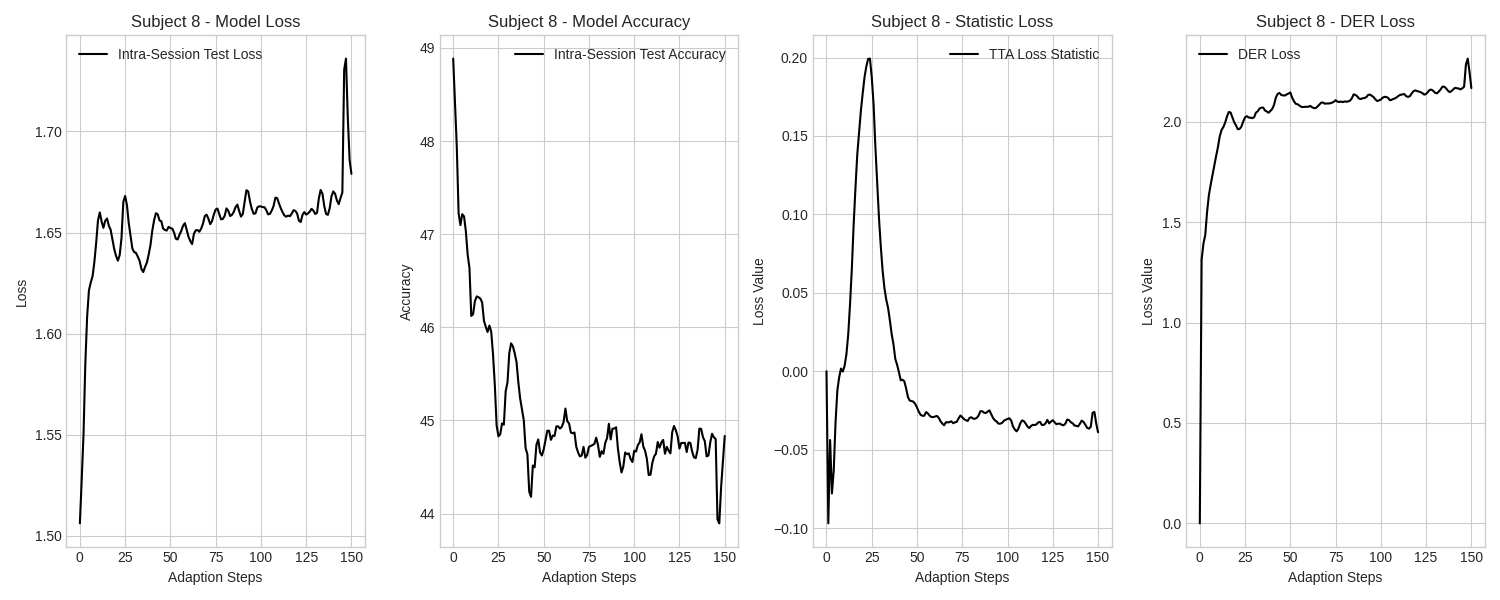 Subject 8 - Model Loss
Intra-Session Test Loss
Loss
1.70
1.65
1.60
1.55
1.50
0 25 50 75 100 125 150
Adaption Steps
Subject 8 - Model Accuracy
Intra-Session Test Accuracy
Accuracy
49
48
47
46
45
44
0 25 50 75 100 125 150
Adaption Steps
Subject 8 - Statistic Loss
TTA Loss Statistic
Loss Value
0.20
0.15
0.10
0.05
0.00
−0.05
−0.10
0 25 50 75 100 125 150
Adaption Steps
Subject 8 - DER Loss
DER Loss
Loss Value
2.0
1.5
1.0
0.5
0.0
0 25 50 75 100 125 150
Adaption Steps